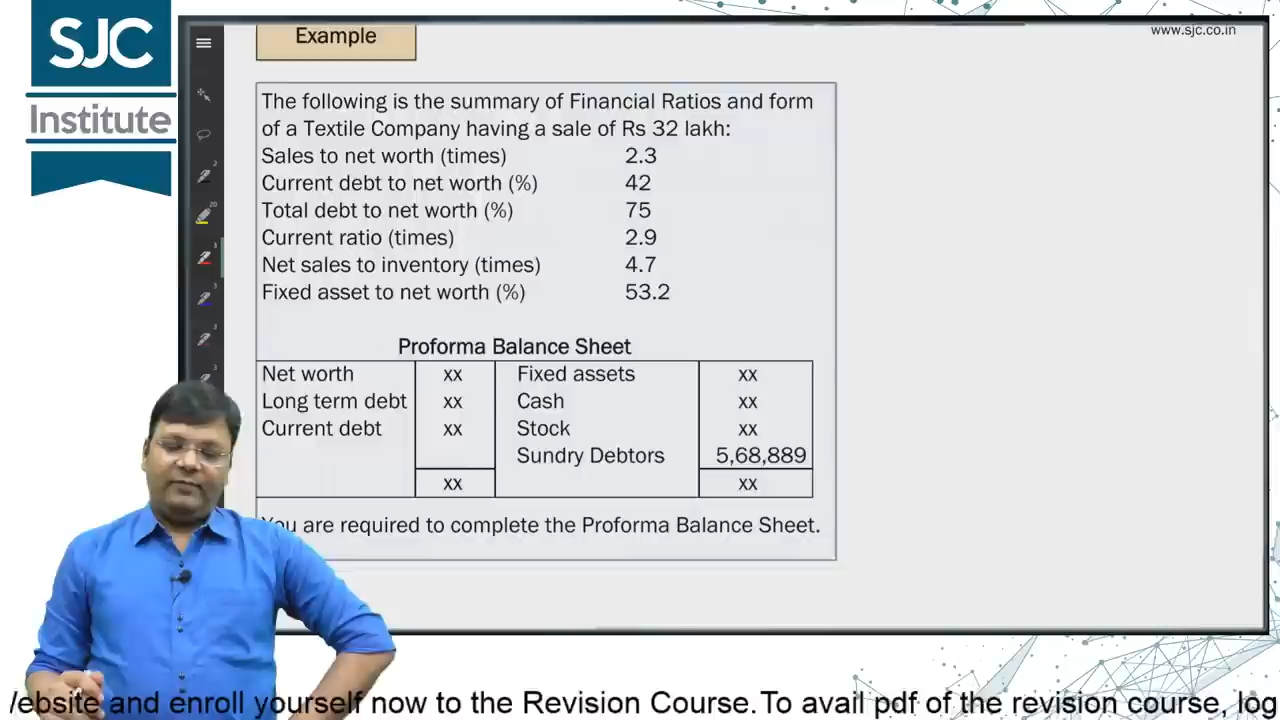 SJC
Institute
www.sjc.co.in
Example
The following is the summary of Financial Ratios and form
of a Textile Company having a sale of Rs 32 lakh:
Sales to net worth (times) 2.3
Current debt to net worth (%) 42
Total debt to net worth (%) 75
Current ratio (times) 2.9
Net sales to inventory (times) 4.7
Fixed asset to net worth (%) 53.2
Proforma Balance Sheet
Net worth xx Fixed assets xx
Long term debt xx Cash xx
Current debt xx Stock xx
Sundry Debtors 5,68,889
xx xx
You are required to complete the Proforma Balance Sheet.
/ebsite and enroll yourself now to the Revision Course. To avail pdf of the revision course, log